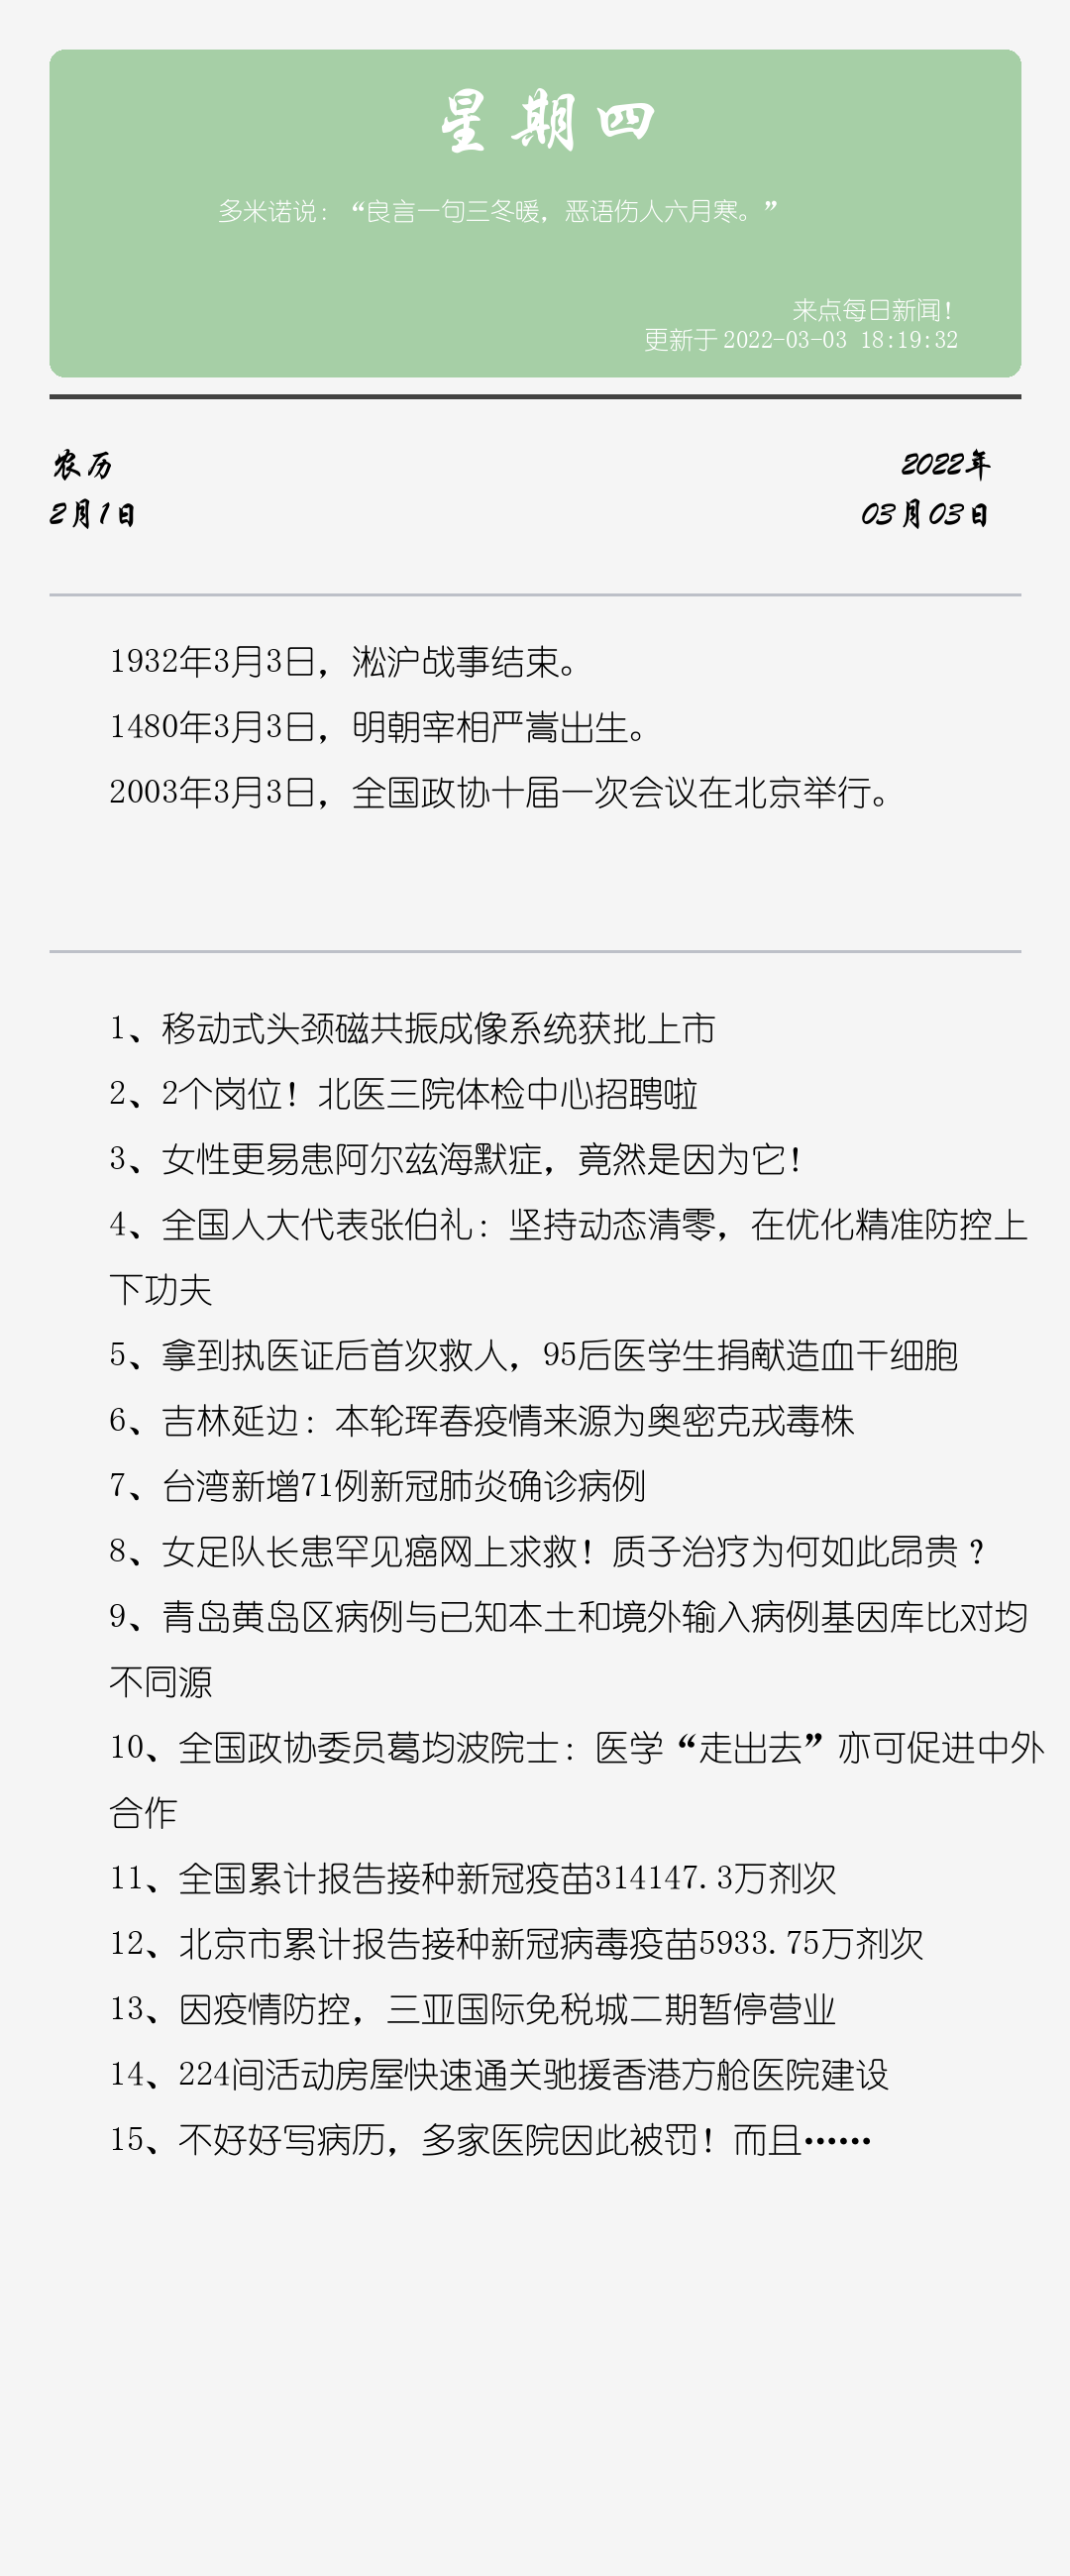 星期四
多米诺说：“良言一句三冬暖，恶语伤人六月寒。”
来点每日新闻！
更新于 2022-03-03 18:19:32
农历
2月1日
2022年
03月03日
1932年3月3日，淞沪战事结束。
1480年3月3日，明朝宰相严嵩出生。
2003年3月3日，全国政协十届一次会议在北京举行。
1、移动式头颈磁共振成像系统获批上市
2、2个岗位！北医三院体检中心招聘啦
3、女性更易患阿尔兹海默症，竟然是因为它！
4、全国人大代表张伯礼：坚持动态清零，在优化精准防控上
下功夫
5、拿到执医证后首次救人，95后医学生捐献造血干细胞
6、吉林延边：本轮珲春疫情来源为奥密克戎毒株
7、台湾新增71例新冠肺炎确诊病例
8、女足队长患罕见癌网上求救！质子治疗为何如此昂贵？
9、青岛黄岛区病例与已知本土和境外输入病例基因库比对均
不同源
10、全国政协委员葛均波院士：医学“走出去”亦可促进中外
合作
11、全国累计报告接种新冠疫苗314147.3万剂次
12、北京市累计报告接种新冠病毒疫苗5933.75万剂次
13、因疫情防控，三亚国际免税城二期暂停营业
14、224间活动房屋快速通关驰援香港方舱医院建设
15、不好好写病历，多家医院因此被罚！而且……